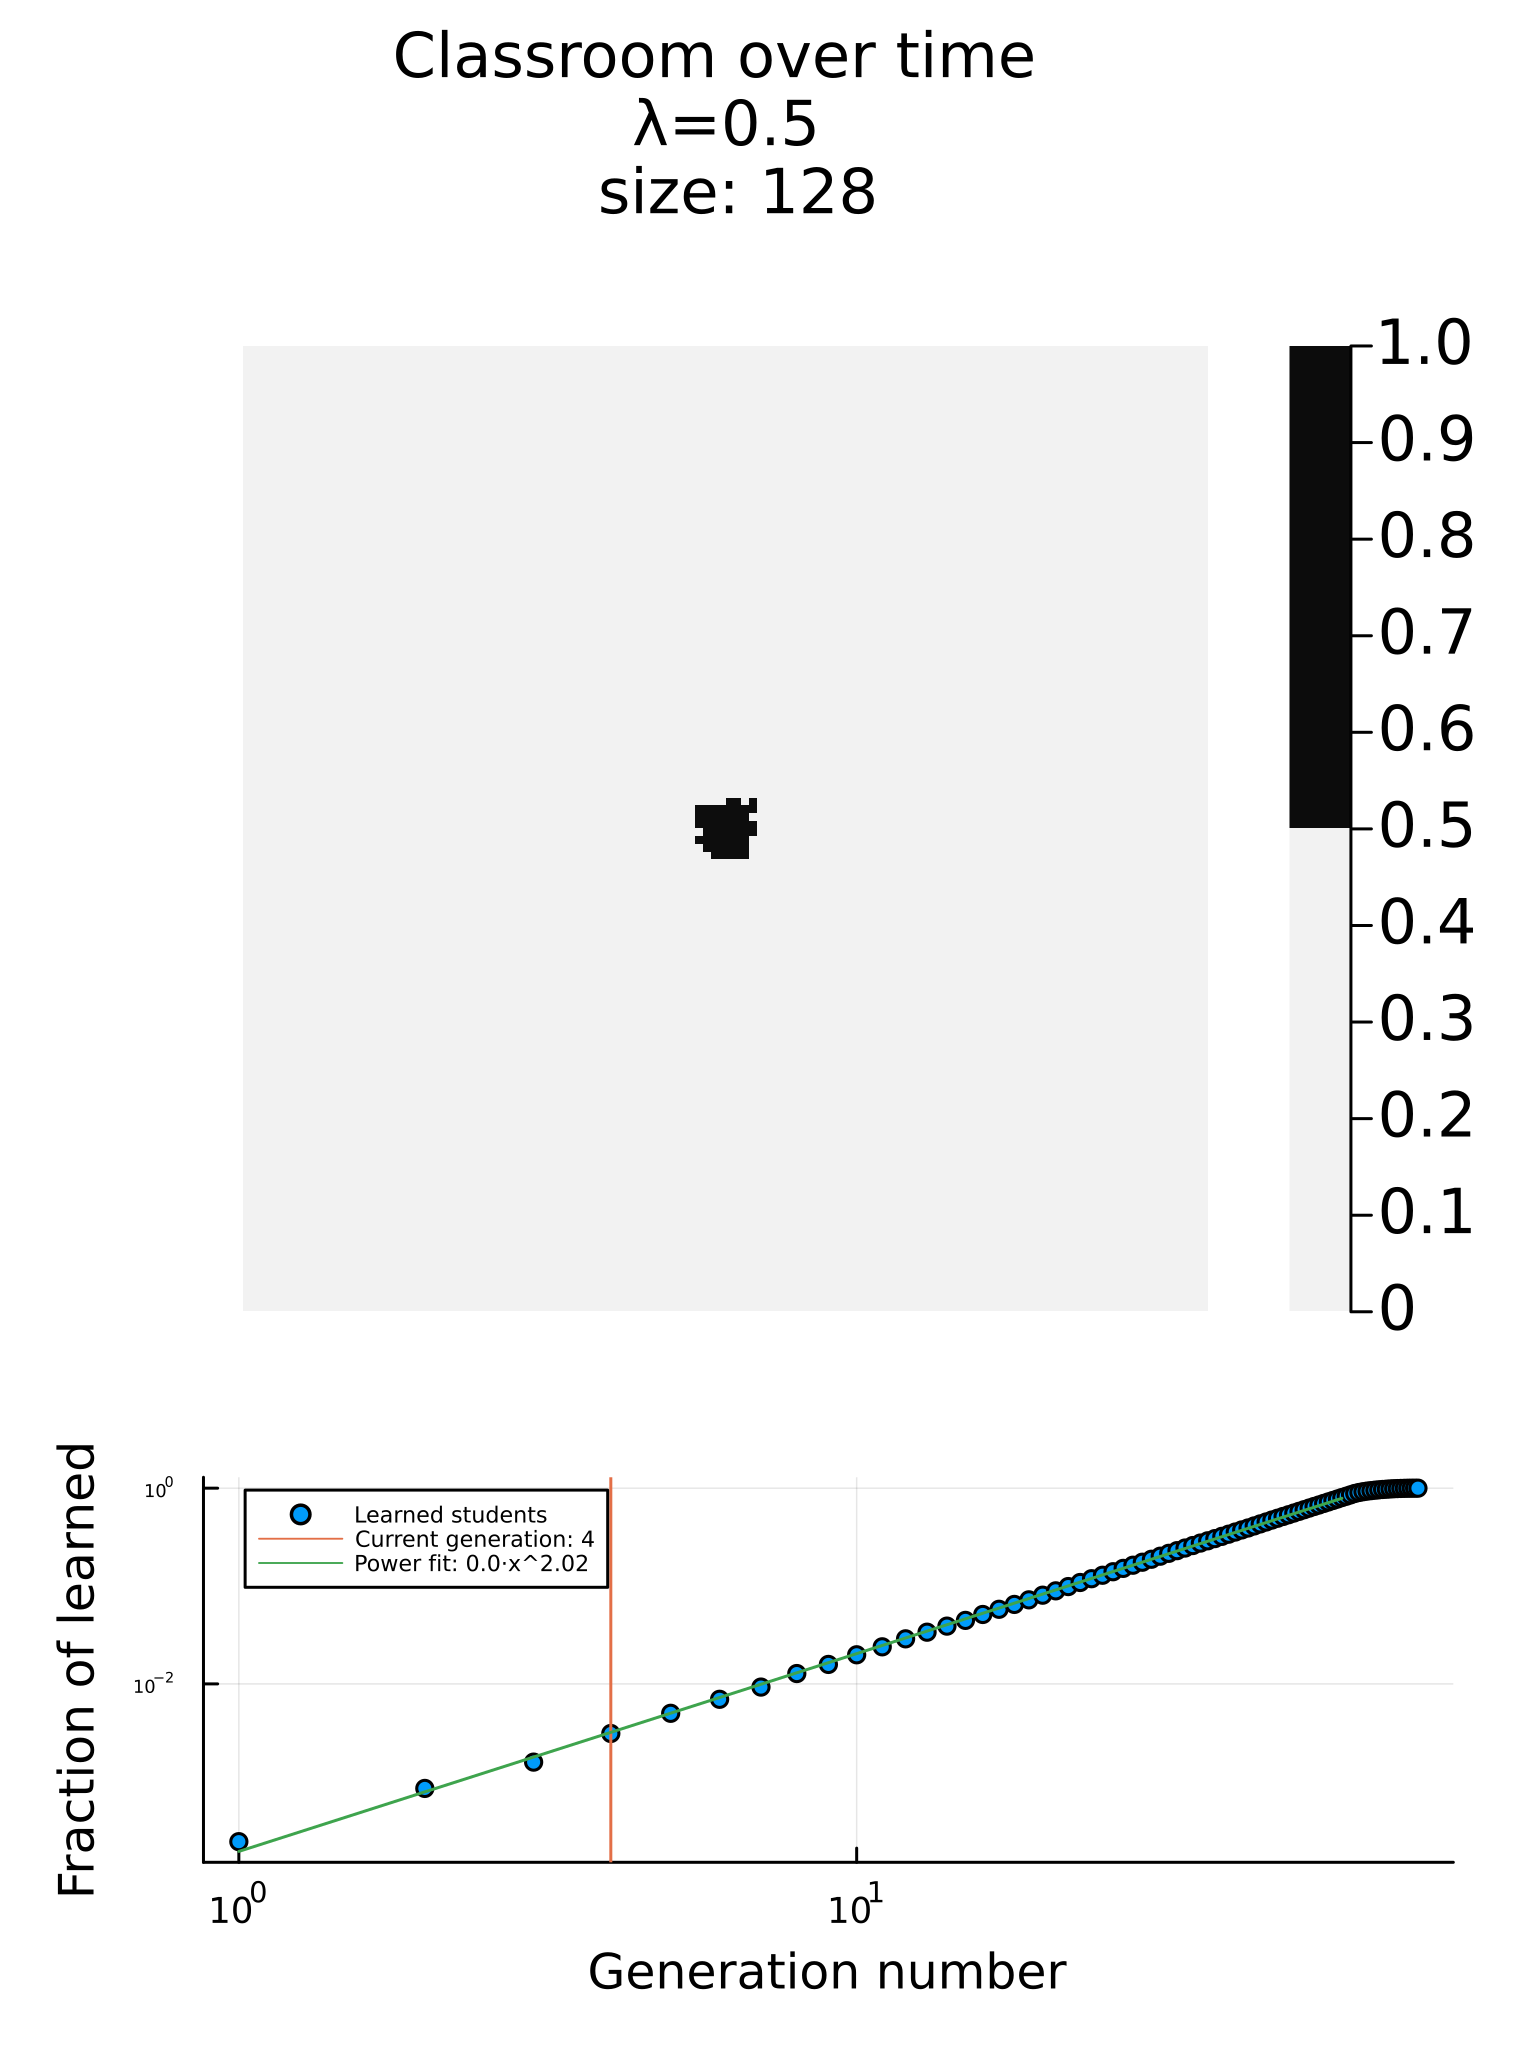 Classroom over time
λ=0.5
size: 128
1.0
0.9
0.8
0.7
0.6
0.5
0.4
0.3
0.2
0.1
0
Fraction of learned
10⁰
10⁻²
Learned students
Current generation: 4
Power fit: 0.0·x^2.02
10⁰ 10¹
Generation number